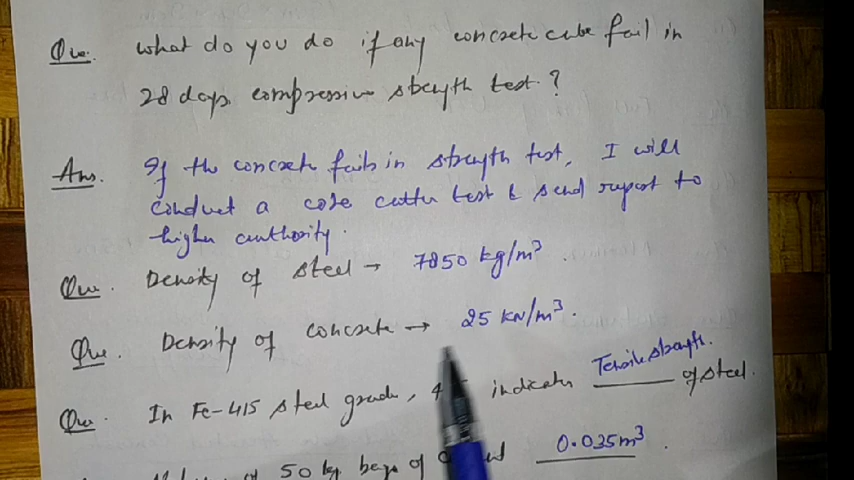 Que. What do you do if any concrete cube fail in
28 days compressive strength test?
Ans. If the concrete fails in strength test, I will
conduct a core cutter test & send report to
higher authority.
Que. Density of steel → 7850 kg/m³.
Que. Density of concrete → 25 KN/m³.
Que. In Fe-415 steel grade, indicates Tensile strength. of steel.
of 50 kg bags of 0.035m³.